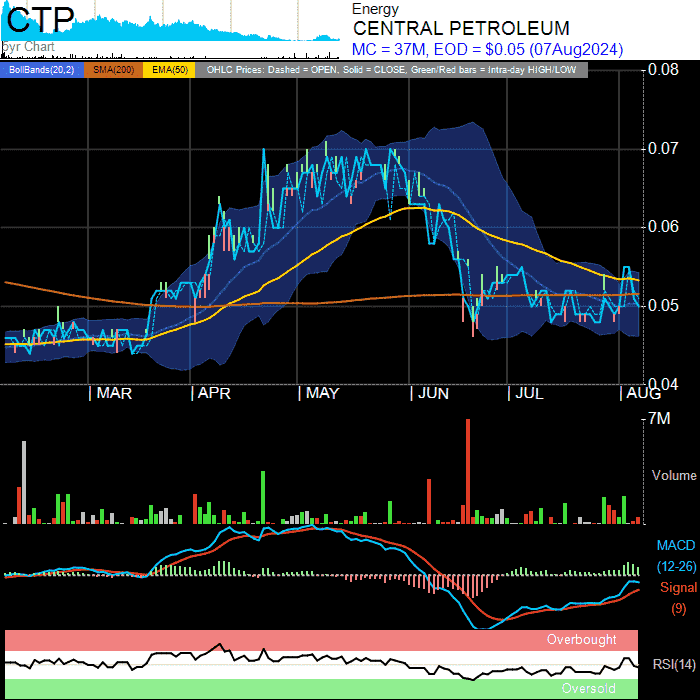 CTP
5yr Chart
Energy
CENTRAL PETROLEUM
MC = 37M, EOD = $0.05 (07Aug2024)
BollBands(20,2) SMA(200) EMA(50) OHLC Prices: Dashed = OPEN, Solid = CLOSE, Green/Red bars = Intra-day HIGH/LOW
0.08
0.07
0.06
0.05
0.04
MAR APR MAY JUN JUL AUG
7M
Volume
MACD
(12-26)
Signal
(9)
Overbought
RSI(14)
Oversold